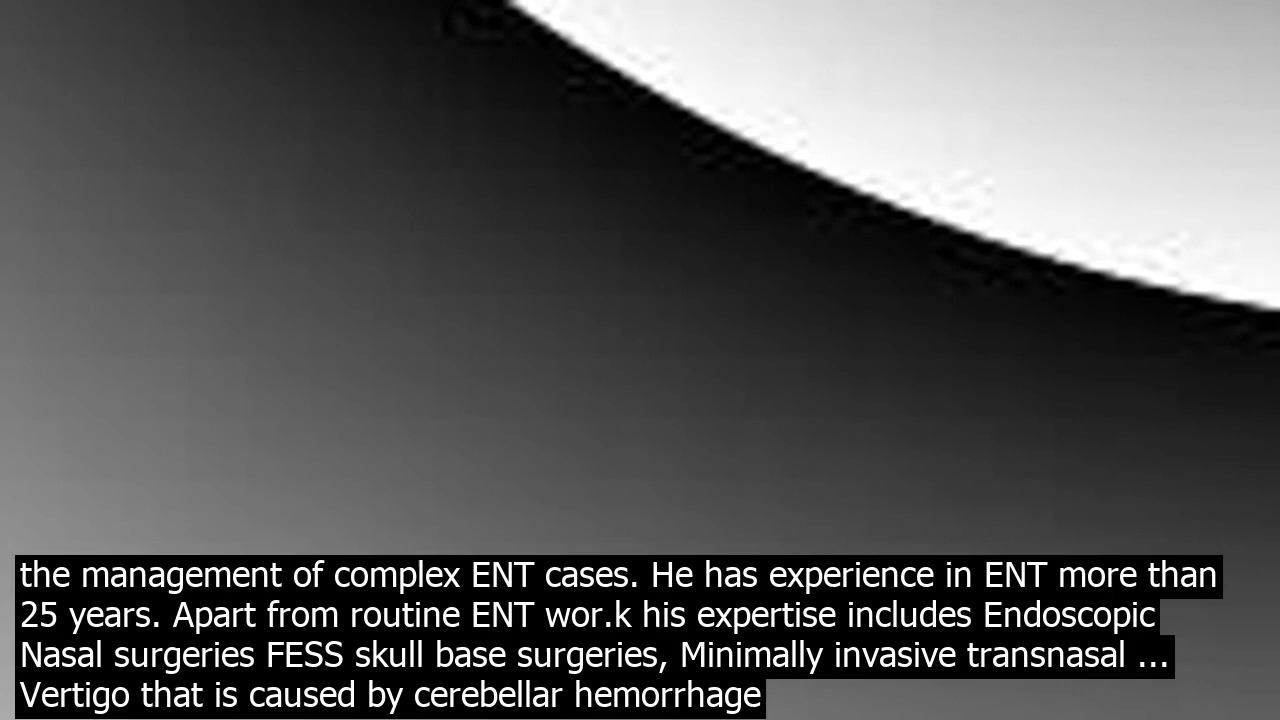 the management of complex ENT cases. He has experience in ENT more than
25 years. Apart from routine ENT wor.k his expertise includes Endoscopic
Nasal surgeries FESS skull base surgeries, Minimally invasive transnasal ...
Vertigo that is caused by cerebellar hemorrhage